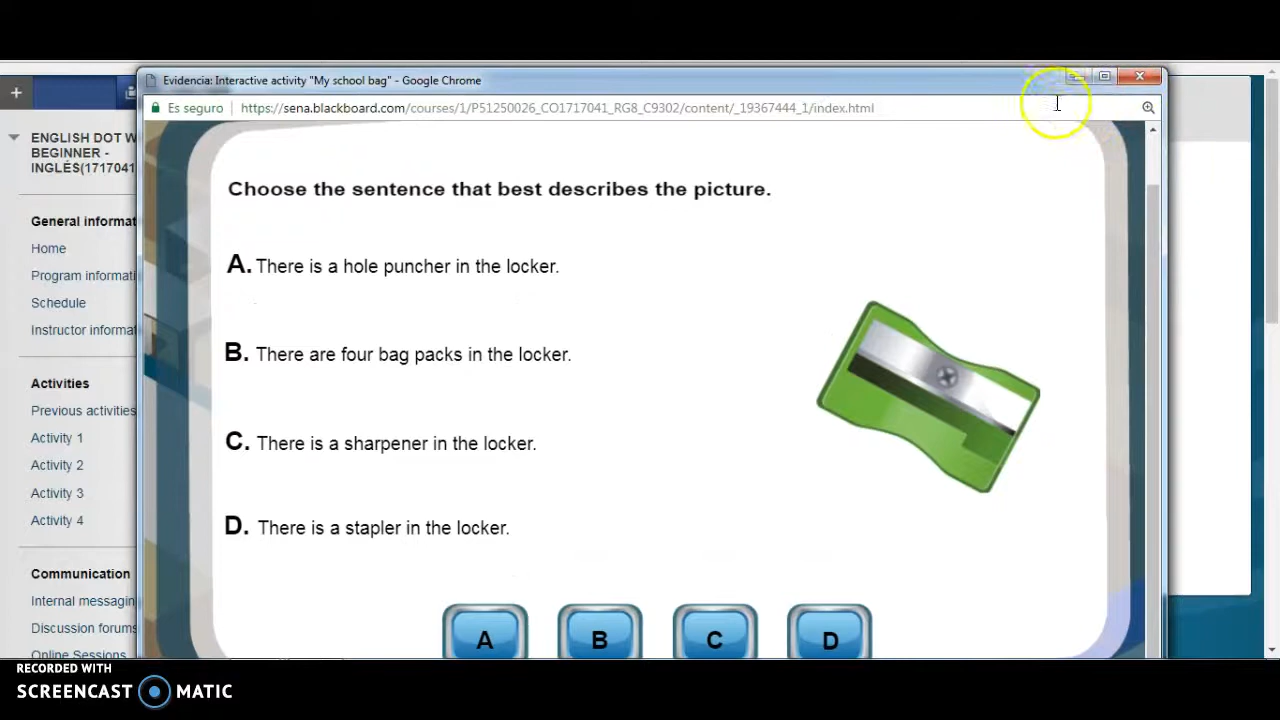 Evidencia: Interactive activity "My school bag" - Google Chrome
Es seguro
https://sena.blackboard.com/courses/1/P51250026_CO1717041_RG8_C9302/content/_19367444_1/index.html
ENGLISH DOT W
BEGINNER -
INGLÉS(1717041
General informat
Home
Program informati
Schedule
Instructor informat
Activities
Previous activities
Activity 1
Activity 2
Activity 3
Activity 4
Communication
Internal messagin
Discussion forums
Online Sessions
Choose the sentence that best describes the picture.
A. There is a hole puncher in the locker.
B. There are four bag packs in the locker.
C. There is a sharpener in the locker.
D. There is a stapler in the locker.
A B C D
RECORDED WITH
SCREENCAST MATIC